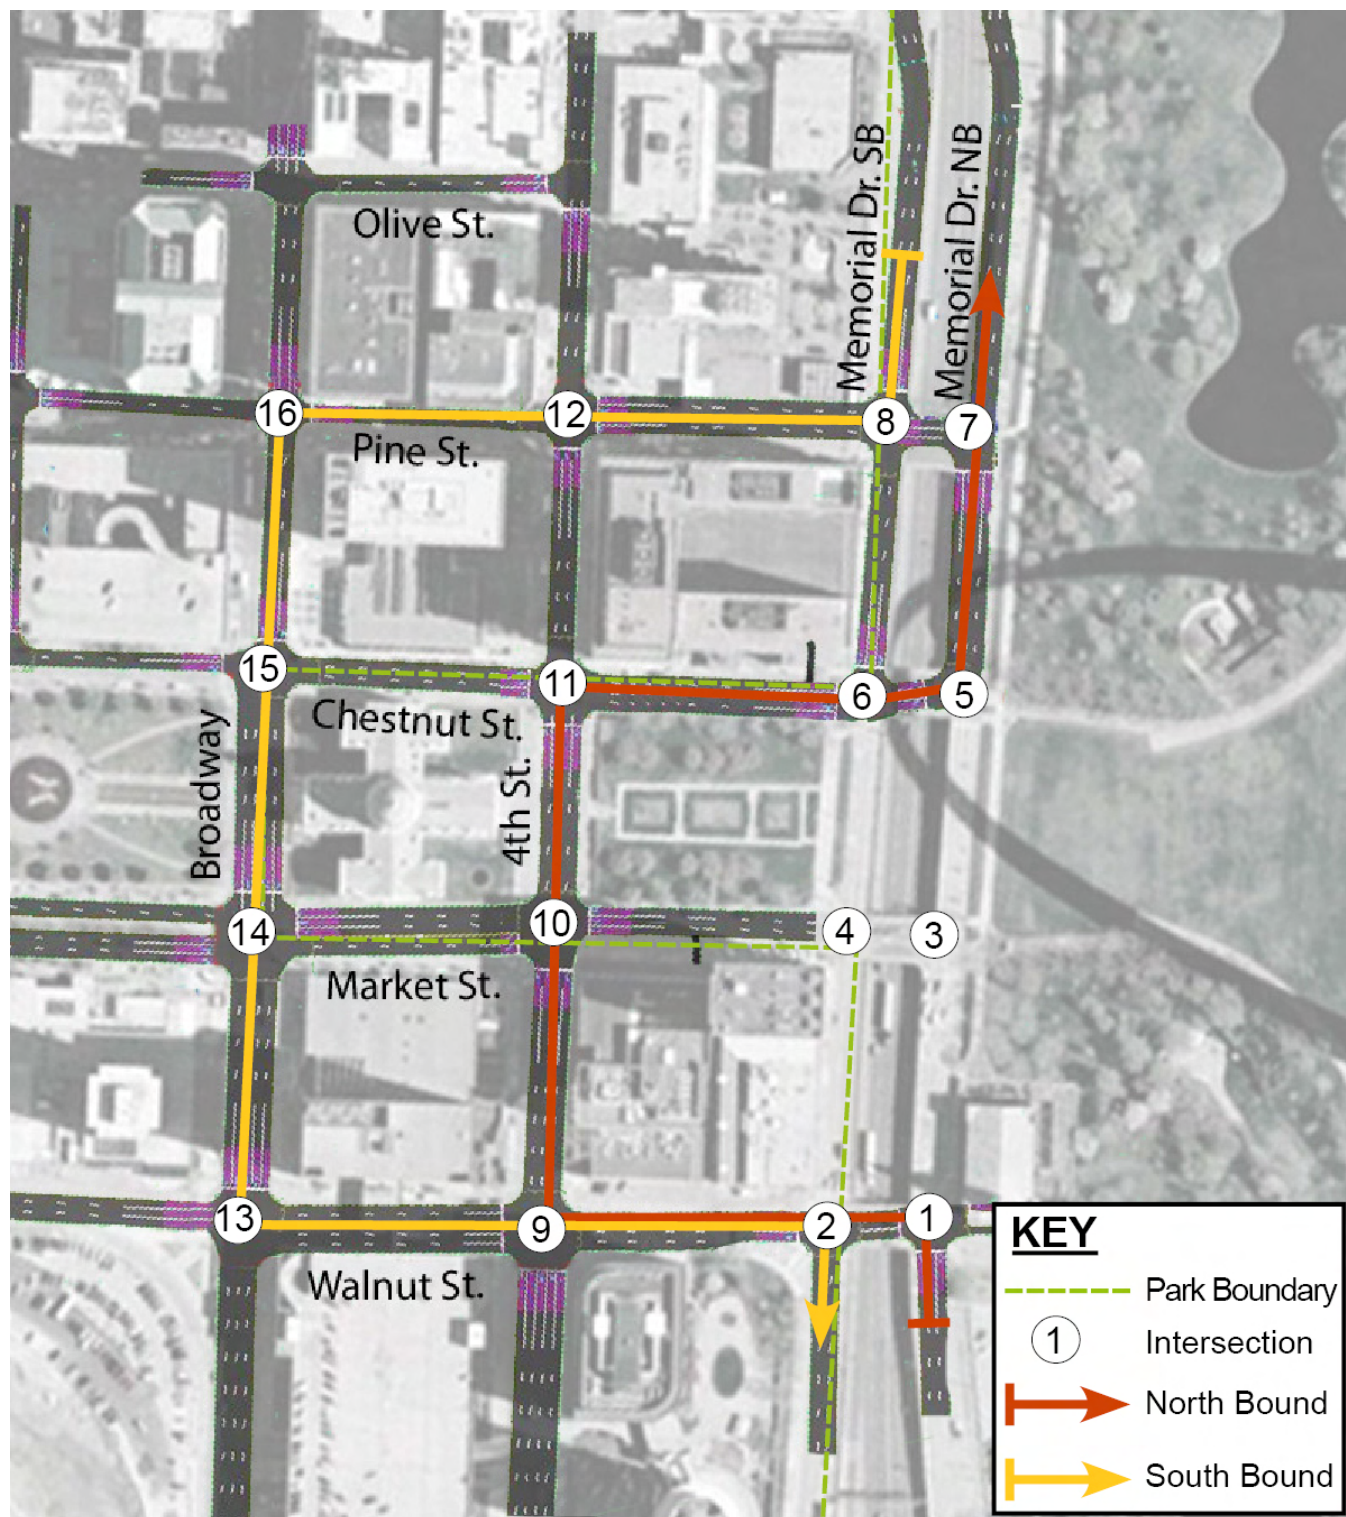 Olive St.
Memorial Dr. SB
Memorial Dr. NB
16
12
8
7
Pine St.
15
11
6
5
Chestnut St.
Broadway
4th St.
14
10
4
3
Market St.
13
9
2
1
Walnut St.
KEY
Park Boundary
1 Intersection
North Bound
South Bound